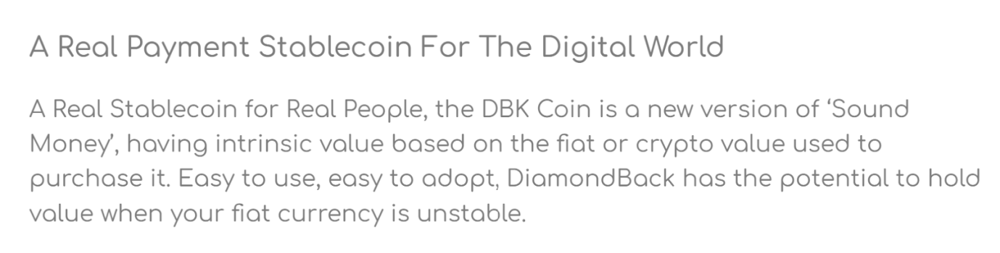 A Real Payment Stablecoin For The Digital World
A Real Stablecoin for Real People, the DBK Coin is a new version of ‘Sound
Money’, having intrinsic value based on the fiat or crypto value used to
purchase it. Easy to use, easy to adopt, DiamondBack has the potential to hold
value when your fiat currency is unstable.